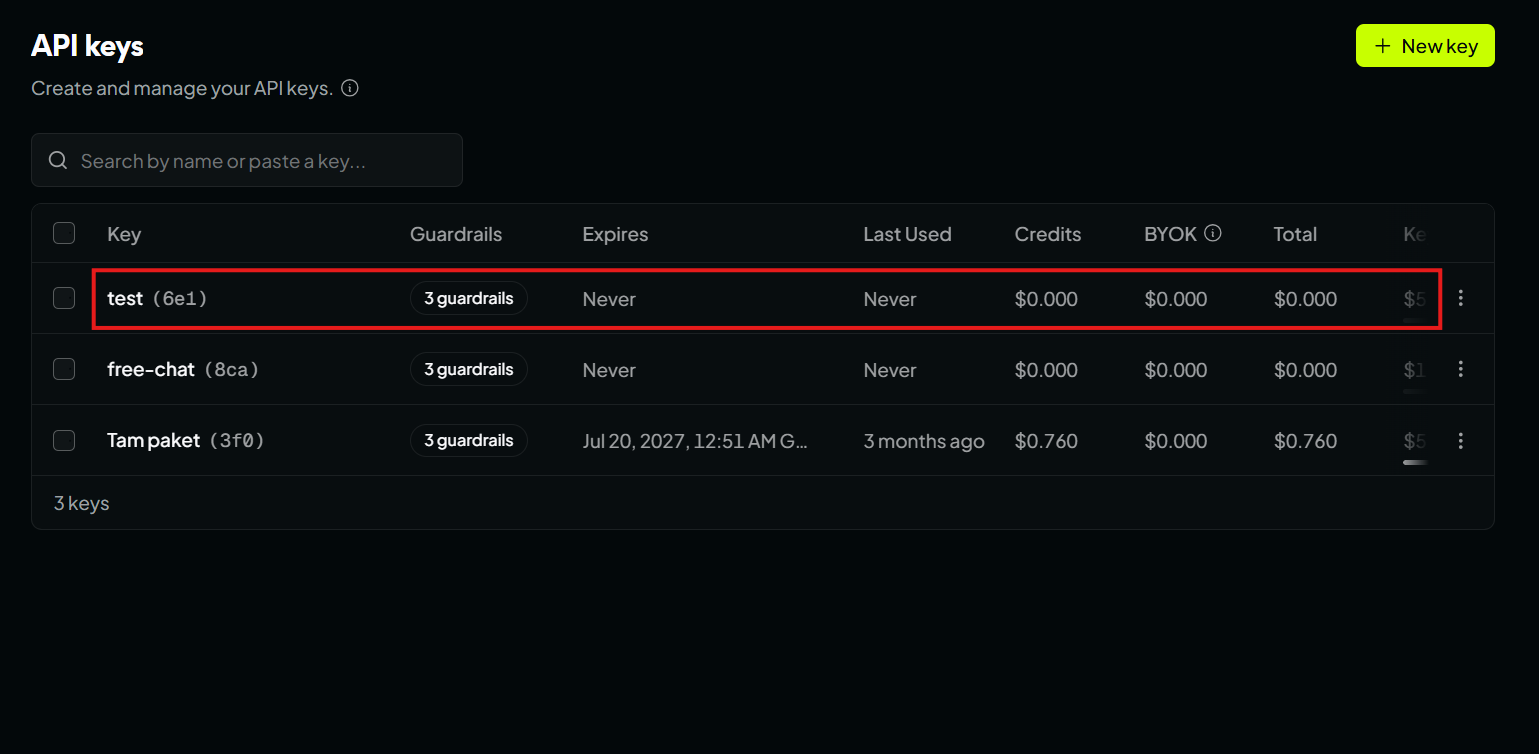 API keys
+ New key
Create and manage your API keys.
Search by name or paste a key...
Key Guardrails Expires Last Used Credits BYOK Total
test (6e1) 3 guardrails Never Never $0.000 $0.000 $0.000 $5
free-chat (8ca) 3 guardrails Never Never $0.000 $0.000 $0.000 $1
Tam paket (3f0) 3 guardrails Jul 20, 2027, 12:51 AM G... 3 months ago $0.760 $0.000 $0.760 $5
3 keys